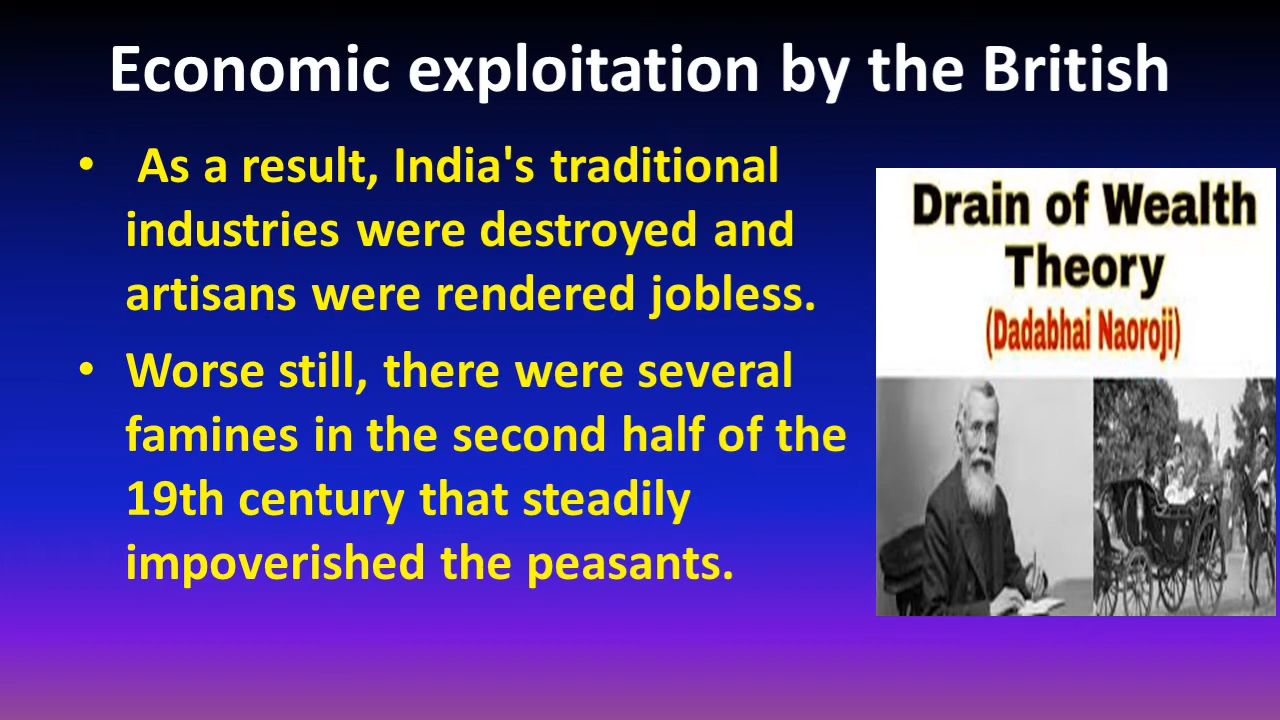 Economic exploitation by the British
• As a result, India's traditional
industries were destroyed and
artisans were rendered jobless.
• Worse still, there were several
famines in the second half of the
19th century that steadily
impoverished the peasants.
Drain of Wealth
Theory
(Dadabhai Naoroji)